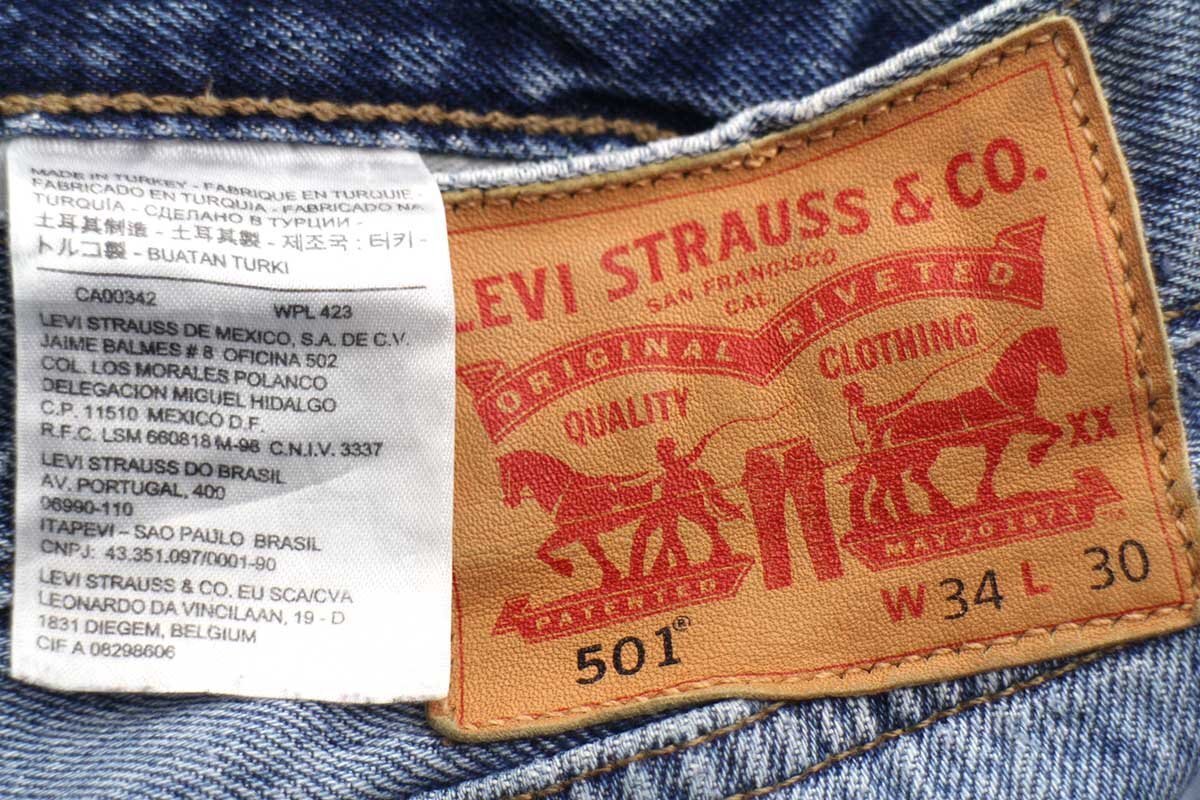 MADE IN TURKEY - FABRIQUE EN TURQUIE -
FABRICADO EN TURQUIA - FABRICADO NA
TURQUÍA - СДЕЛАНО В ТУРЦИИ -
土耳其制造 - 土耳其製 - 제조국 : 터키 -
トルコ製 - BUATAN TURKI
CA00342 WPL 423
LEVI STRAUSS DE MEXICO, S.A. DE C.V.
JAIME BALMES # 8 OFICINA 502
COL. LOS MORALES POLANCO
DELEGACION MIGUEL HIDALGO
C.P. 11510 MEXICO D.F.
R.F.C. LSM 660818 M-98 C.N.I.V. 3337
LEVI STRAUSS DO BRASIL
AV. PORTUGAL, 400
06990-110
ITAPEVI – SAO PAULO BRASIL
CNPJ: 43.351.097/0001-90
LEVI STRAUSS & CO. EU SCA/CVA
LEONARDO DA VINCILAAN, 19 - D
1831 DIEGEM, BELGIUM
CIF A 08298606
LEVI STRAUSS & CO.
SAN FRANCISCO
CAL.
ORIGINAL RIVETED
QUALITY CLOTHING
XX
PATENTED MAY 20 1873
501® W 34 L 30